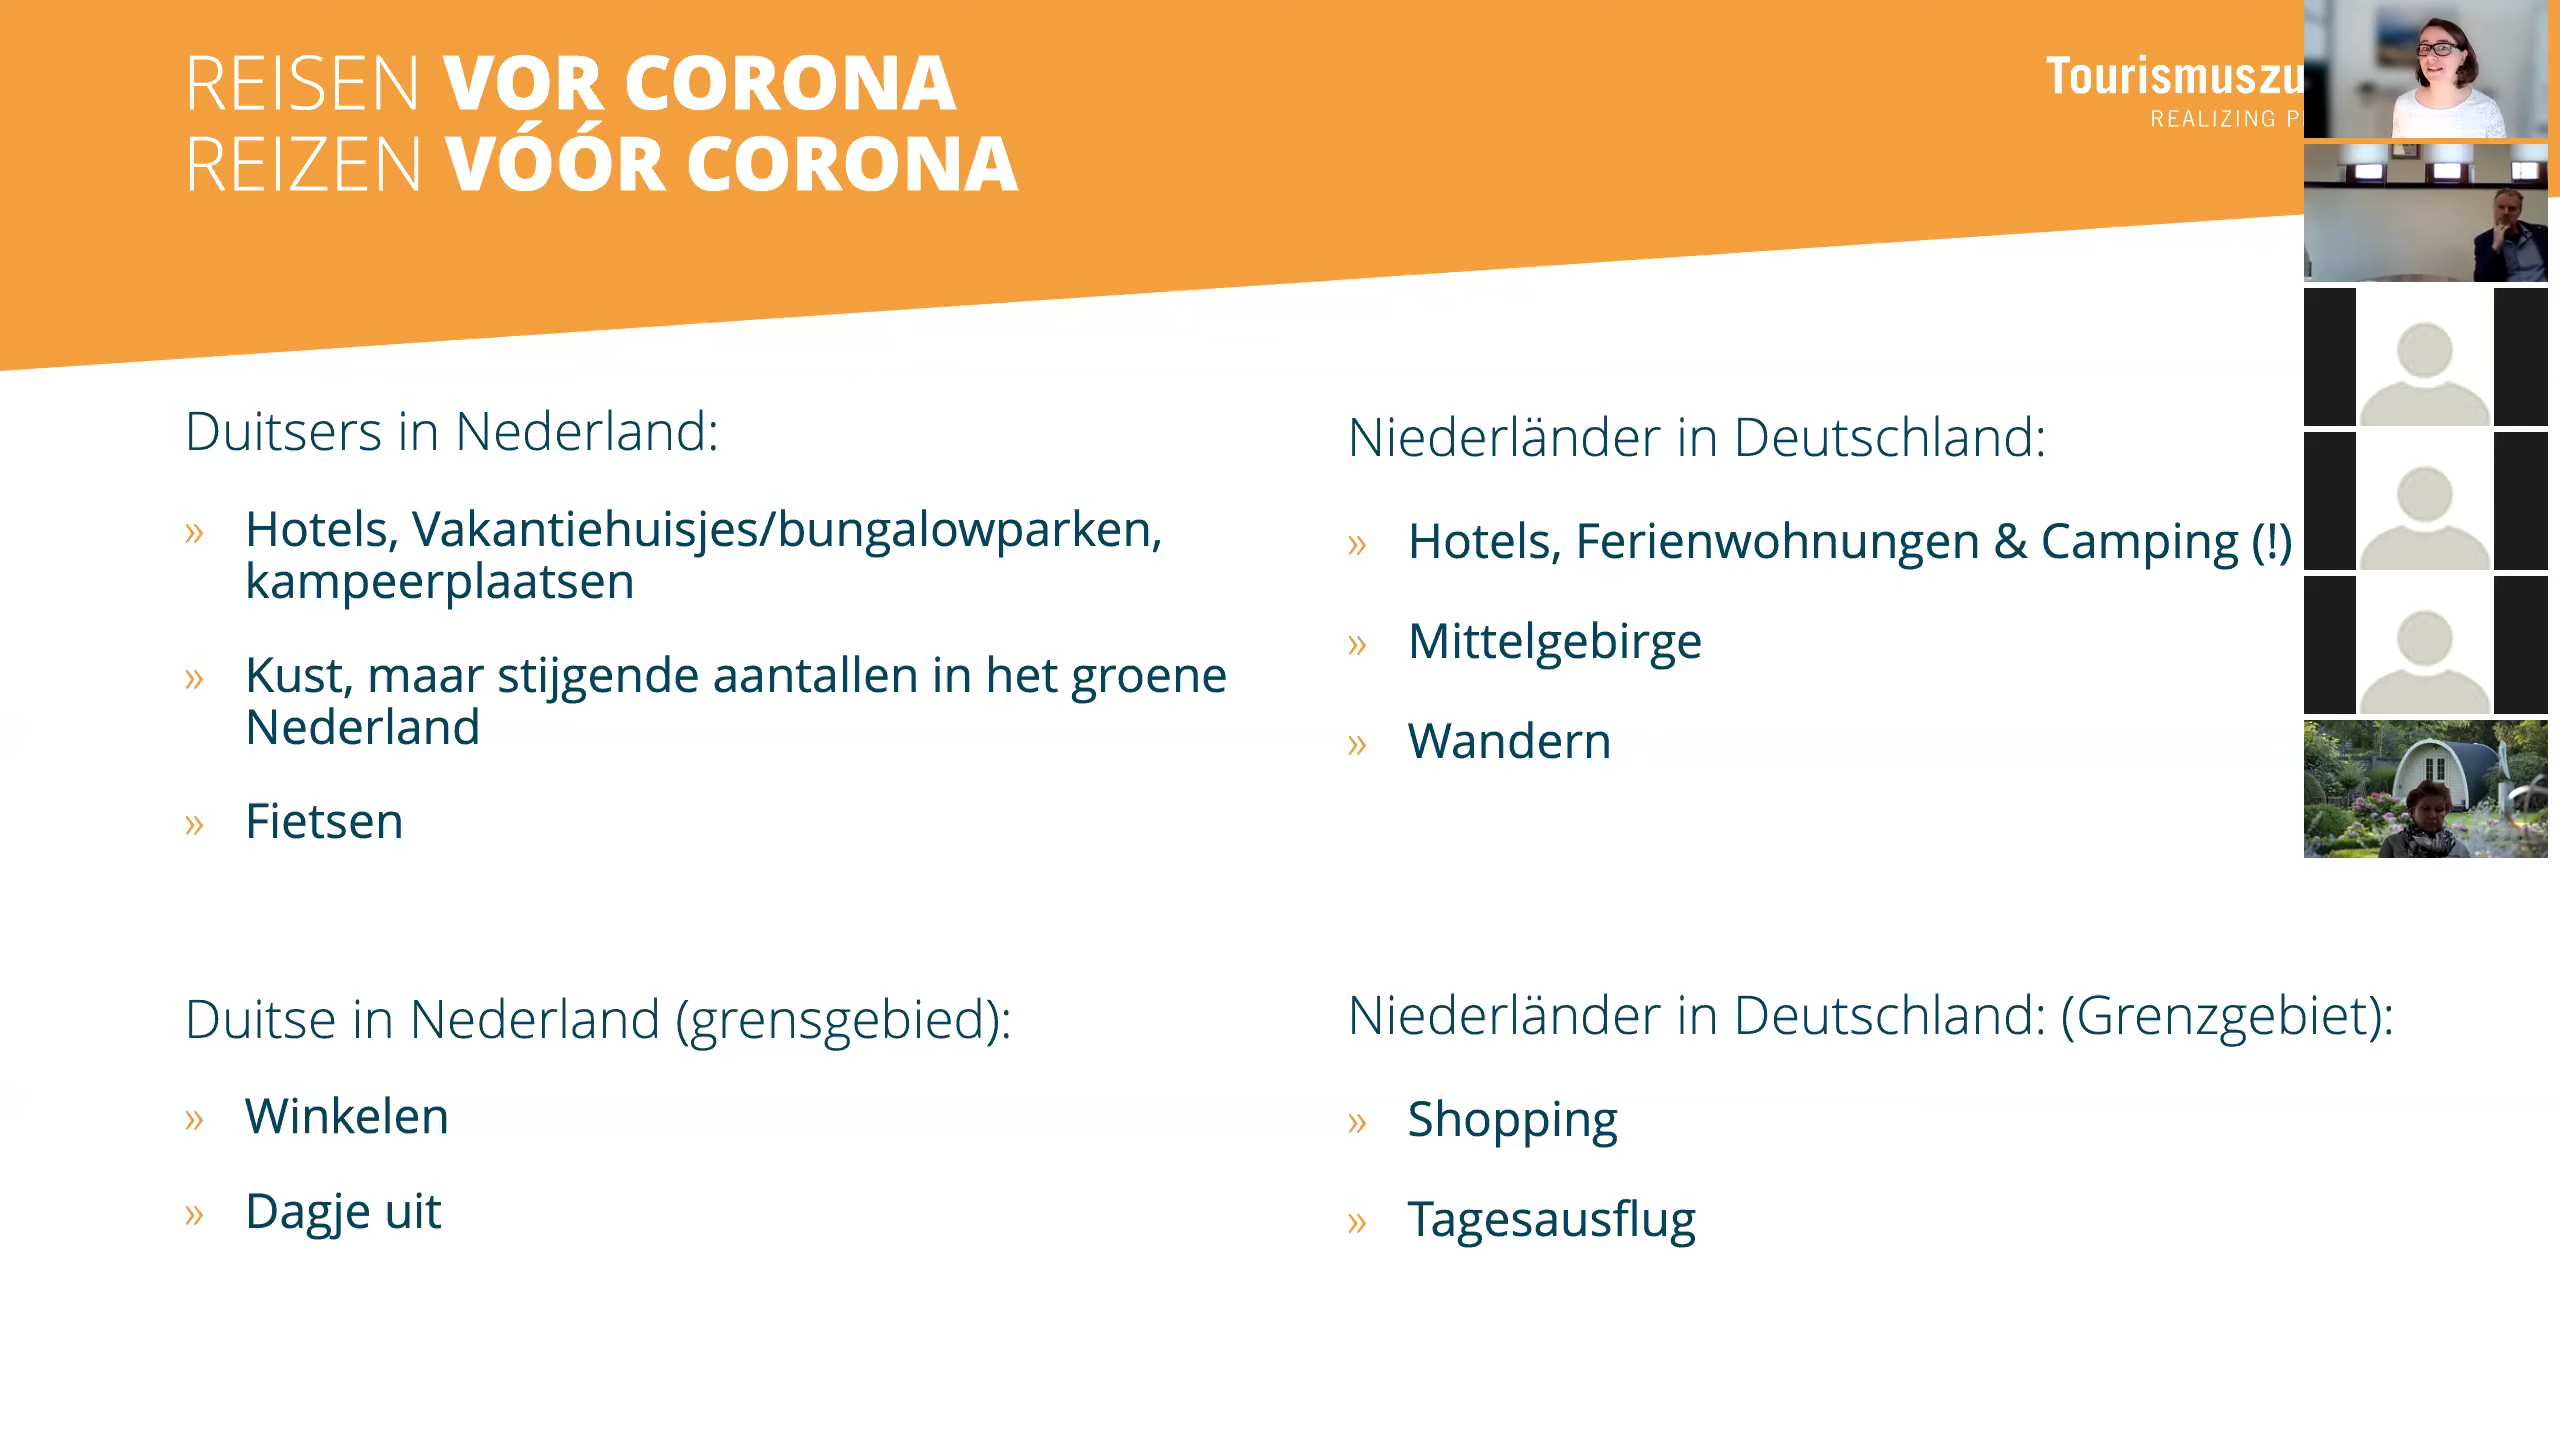 REISEN VOR CORONA
REIZEN VÓÓR CORONA
Duitsers in Nederland:
» Hotels, Vakantiehuisjes/bungalowparken,
kampeerplaatsen
» Kust, maar stijgende aantallen in het groene
Nederland
» Fietsen
Duitse in Nederland (grensgebied):
» Winkelen
» Dagje uit
REALIZING
Niederländer in Deutschland:
» Hotels, Ferienwohnungen & Camping (!)
» Mittelgebirge
» Wandern
Niederländer in Deutschland: (Grenzgebiet):
» Shopping
» Tagesausflug